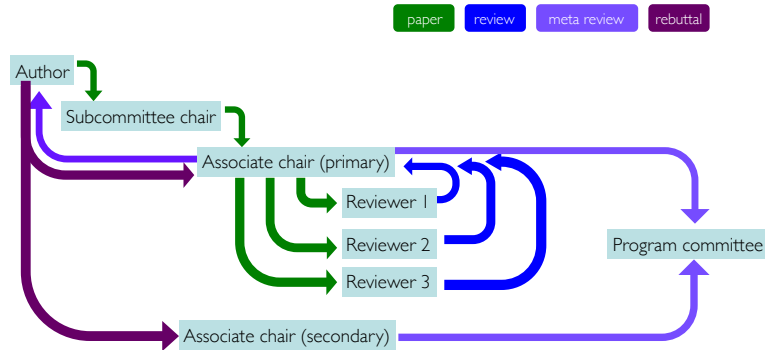 paper review meta review rebuttal
Author
Subcommittee chair
Associate chair (primary)
Reviewer 1
Reviewer 2
Program committee
Reviewer 3
Associate chair (secondary)